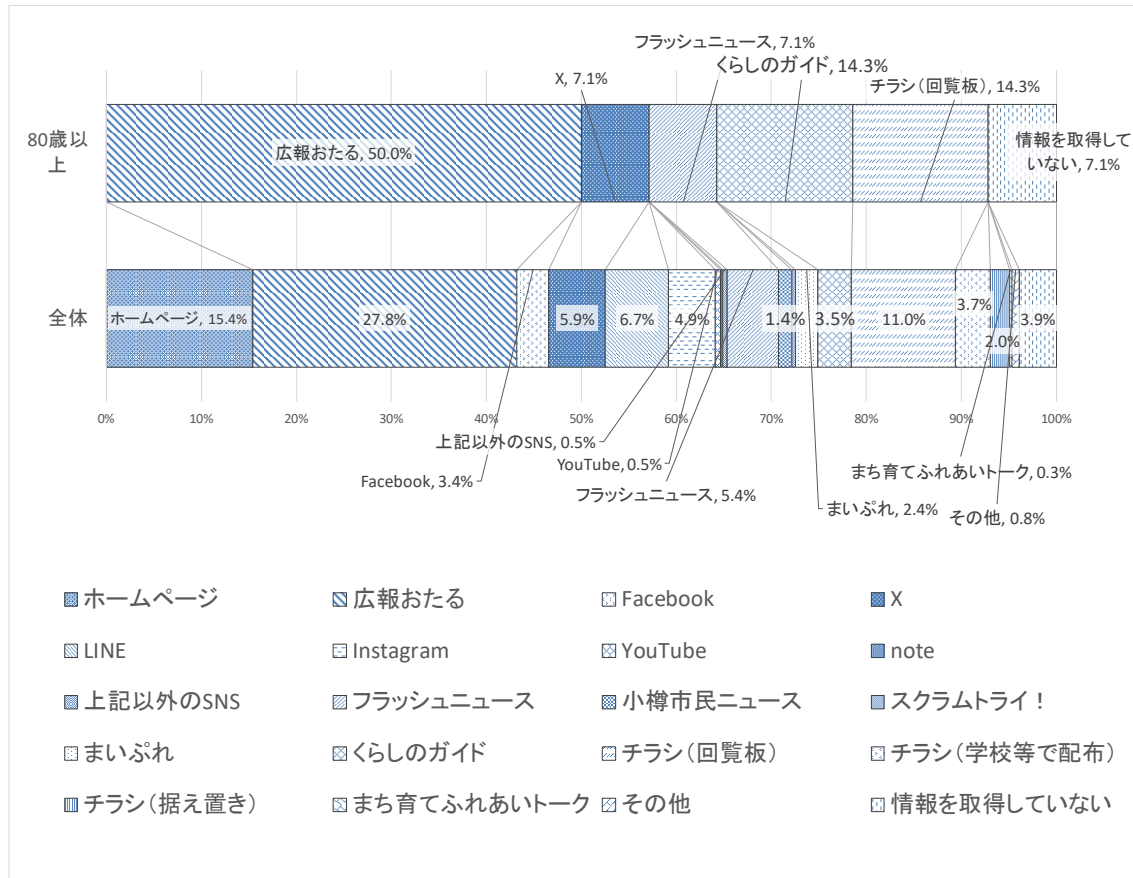 フラッシュニュース, 7.1%
X, 7.1%
くらしのガイド, 14.3%
チラシ（回覧板）, 14.3%
80歳以
上
広報おたる, 50.0%
情報を取得して
いない, 7.1%
全体
ホームページ, 15.4%
27.8%
5.9%
6.7%
4.9%
1.4%
3.5%
11.0%
3.7%
2.0%
3.9%
0%
10%
20%
30%
40%
50%
60%
70%
80%
90%
100%
上記以外のSNS, 0.5%
Facebook, 3.4%
YouTube, 0.5%
フラッシュニュース, 5.4%
まいぷれ, 2.4%
まち育てふれあいトーク, 0.3%
その他, 0.8%
ホームページ
広報おたる
Facebook
X
LINE
Instagram
YouTube
note
上記以外のSNS
フラッシュニュース
小樽市民ニュース
スクラムトライ！
まいぷれ
くらしのガイド
チラシ（回覧板）
チラシ（学校等で配布）
チラシ（据え置き）
まち育てふれあいトーク
その他
情報を取得していない